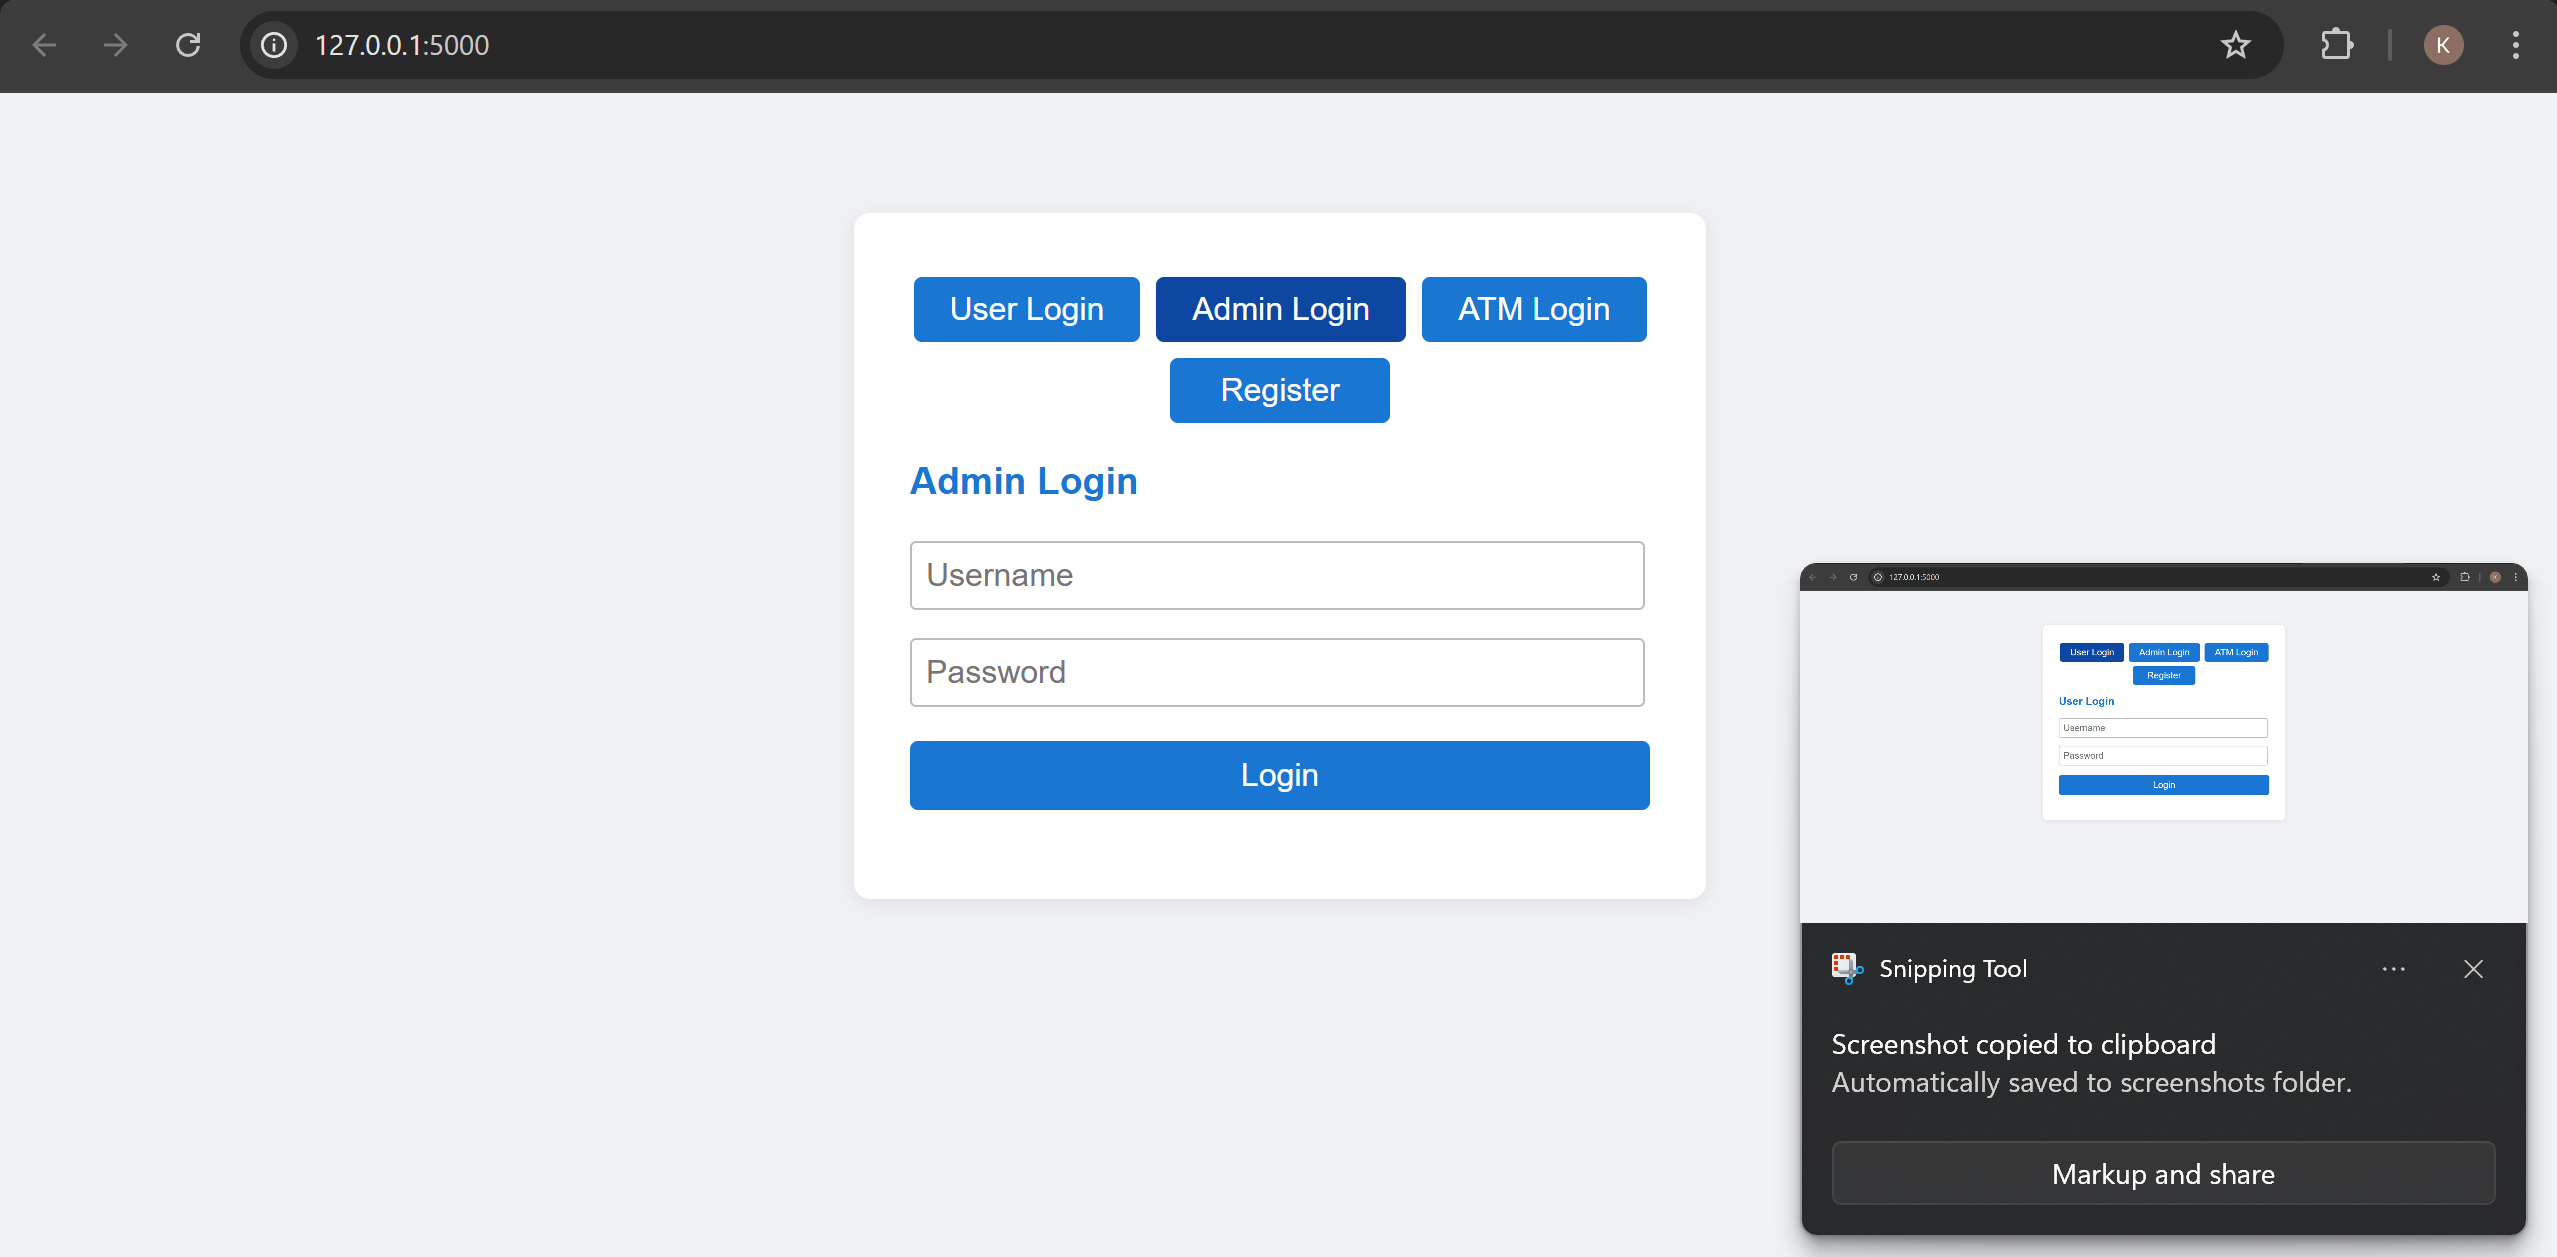 127.0.0.1:5000
K
User Login Admin Login ATM Login
Register
Admin Login
Username
Password
Login
127.0.0.1:5000
User Login Admin Login ATM Login
Register
User Login
Username
Password
Login
Snipping Tool
Screenshot copied to clipboard
Automatically saved to screenshots folder.
Markup and share